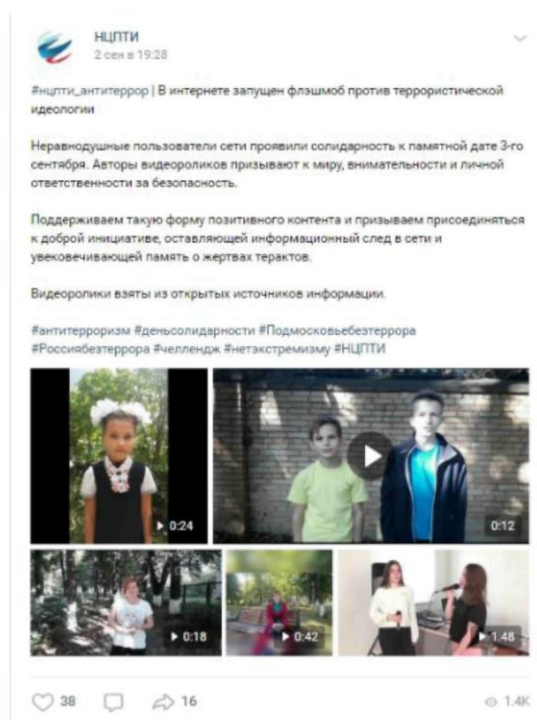 НЦПТИ
2 сен в 19:28
#нцпти_антитеррор | В интернете запущен флэшмоб против террористической
идеологии
Неравнодушные пользователи сети проявили солидарность к памятной дате 3-го
сентября. Авторы видеороликов призывают к миру, внимательности и личной
ответственности за безопасность.
Поддерживаем такую форму позитивного контента и призываем присоединяться
к доброй инициативе, оставляющей информационный след в сети и
увековечивающей память о жертвах терактов.
Видеоролики взяты из открытых источников информации.
#антитерроризм #деньсолидарности #Подмосковьебезтеррора
#Россиябезтеррора #челлендж #нетэкстремизму #НЦПТИ
0:24
0:12
0:18
0:42
1:48
38
16
1.4K